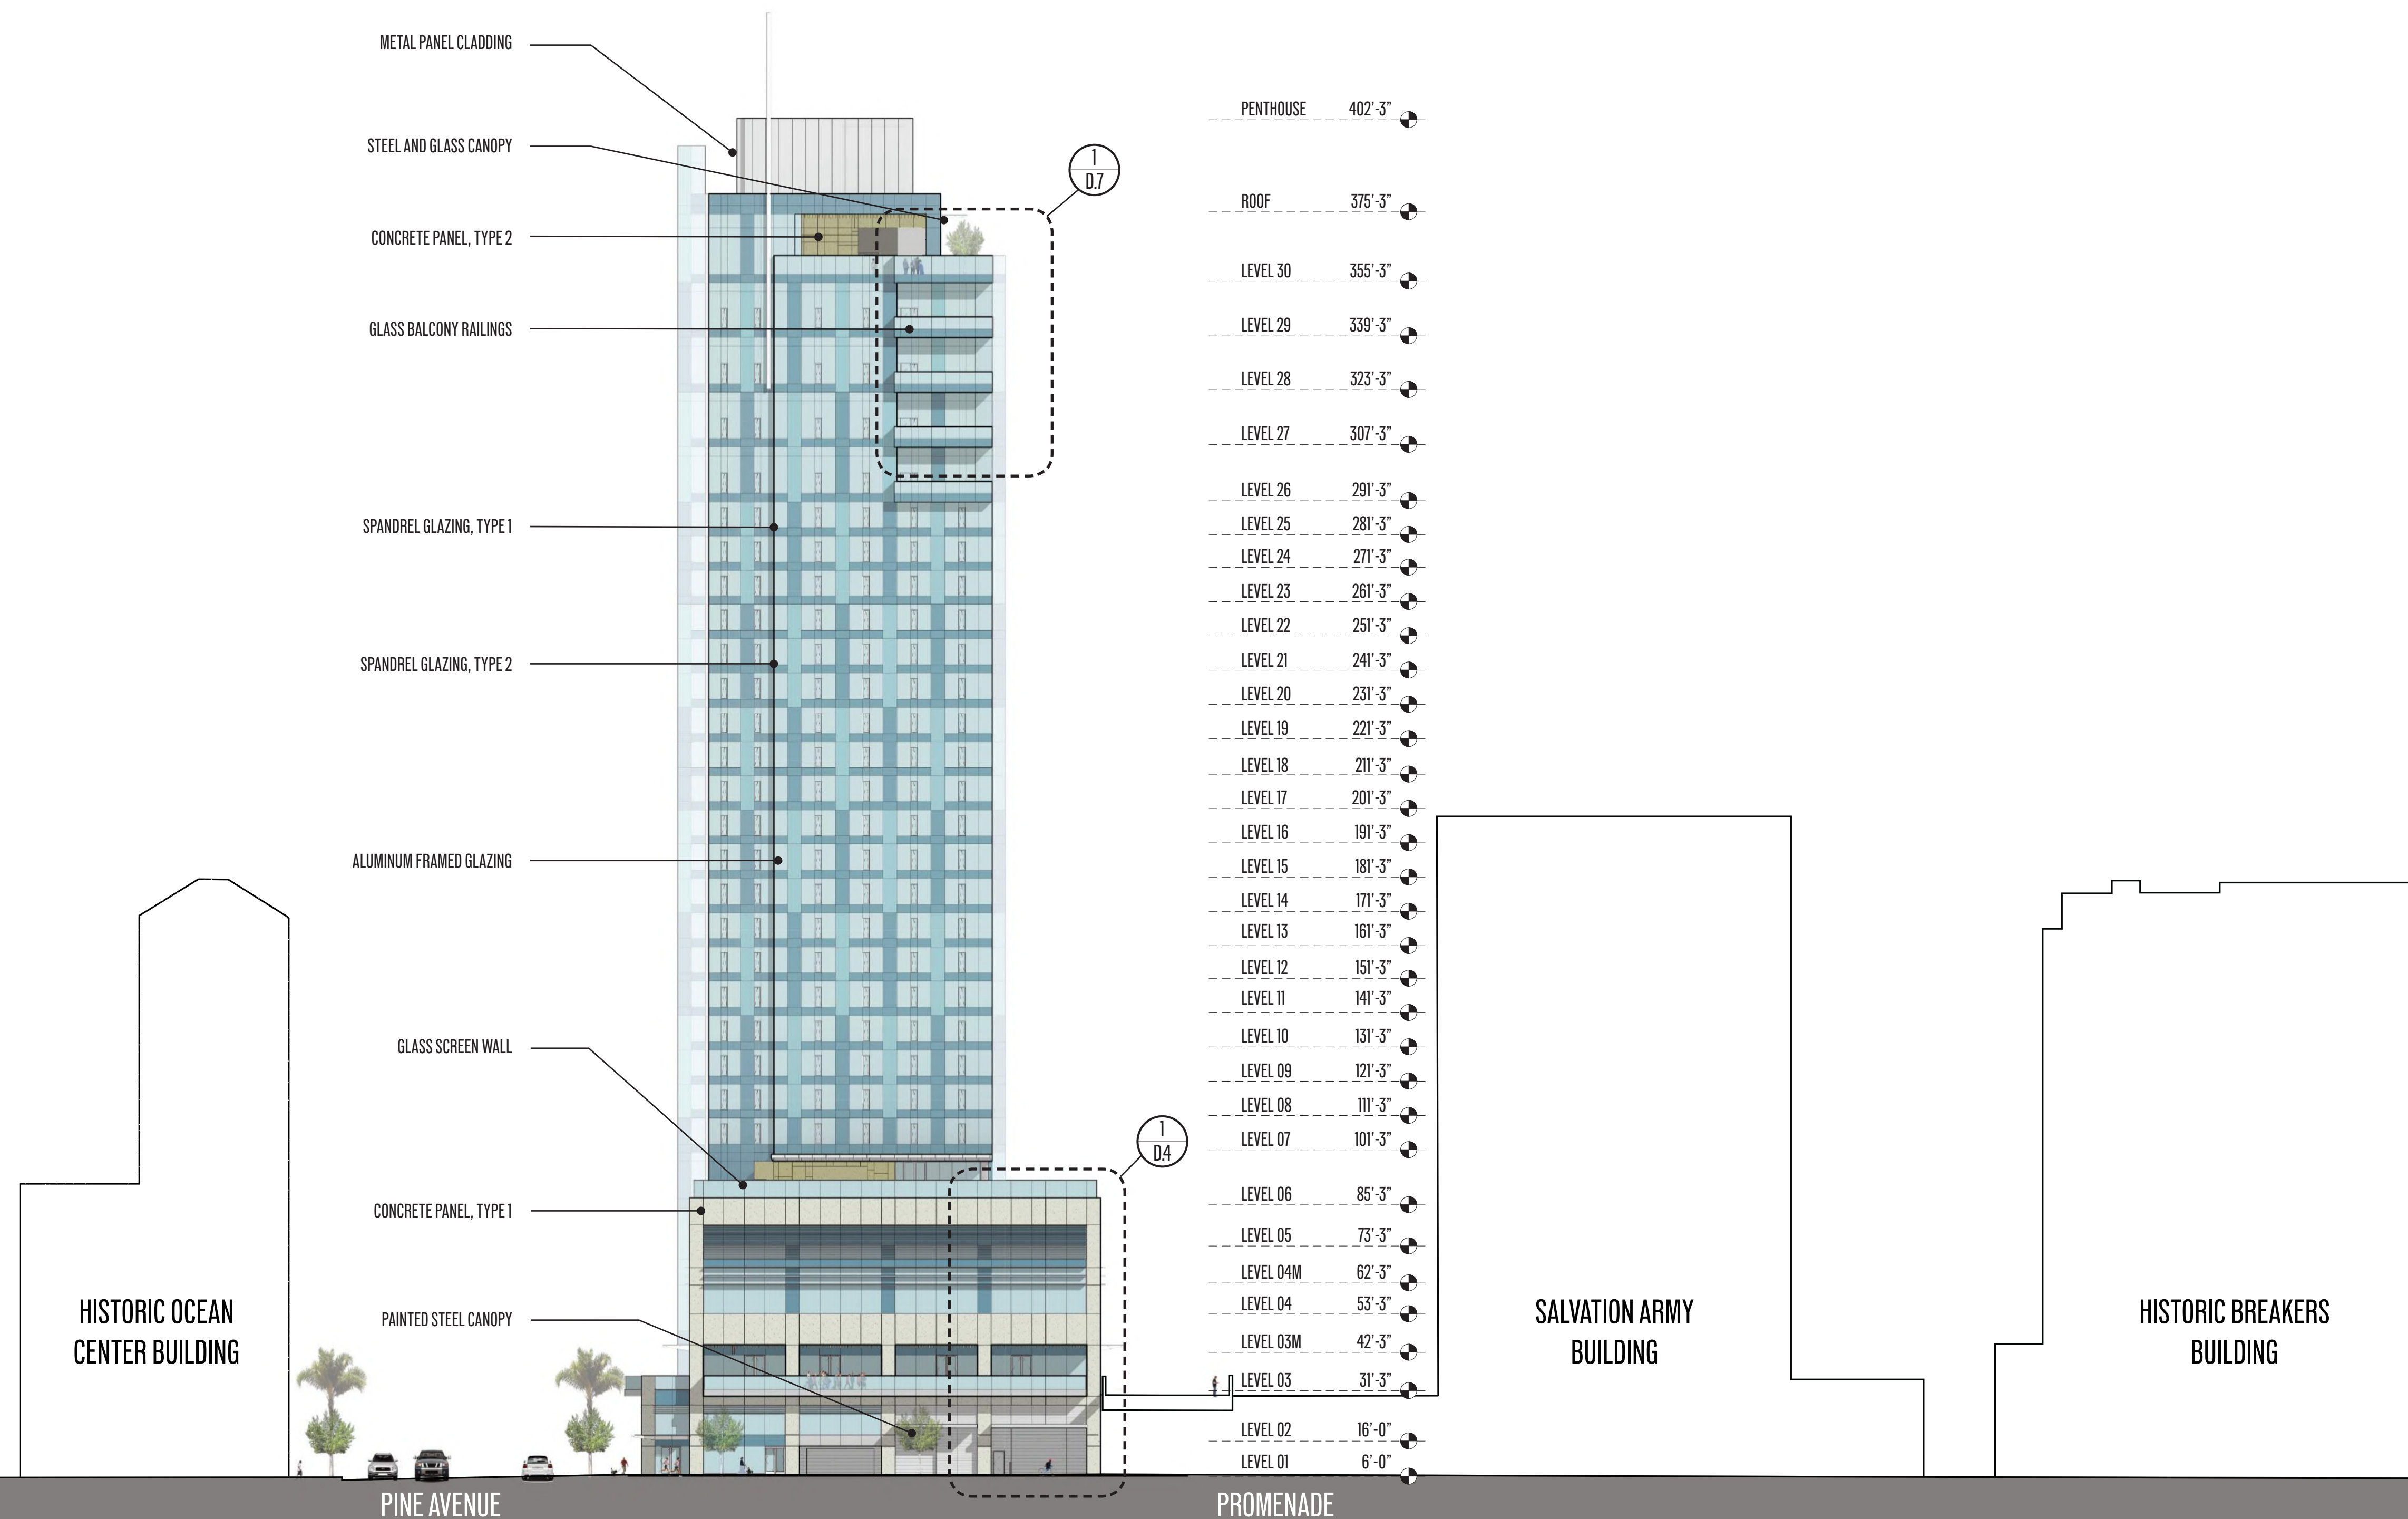 METAL PANEL CLADDING
STEEL AND GLASS CANOPY
CONCRETE PANEL, TYPE 2
GLASS BALCONY RAILINGS
SPANDREL GLAZING, TYPE 1
SPANDREL GLAZING, TYPE 2
ALUMINUM FRAMED GLAZING
GLASS SCREEN WALL
CONCRETE PANEL, TYPE 1
PAINTED STEEL CANOPY
1
D.7
1
D.4
PENTHOUSE 402'-3"
ROOF 375'-3"
LEVEL 30 355'-3"
LEVEL 29 339'-3"
LEVEL 28 323'-3"
LEVEL 27 307'-3"
LEVEL 26 291'-3"
LEVEL 25 281'-3"
LEVEL 24 271'-3"
LEVEL 23 261'-3"
LEVEL 22 251'-3"
LEVEL 21 241'-3"
LEVEL 20 231'-3"
LEVEL 19 221'-3"
LEVEL 18 211'-3"
LEVEL 17 201'-3"
LEVEL 16 191'-3"
LEVEL 15 181'-3"
LEVEL 14 171'-3"
LEVEL 13 161'-3"
LEVEL 12 151'-3"
LEVEL 11 141'-3"
LEVEL 10 131'-3"
LEVEL 09 121'-3"
LEVEL 08 111'-3"
LEVEL 07 101'-3"
LEVEL 06 85'-3"
LEVEL 05 73'-3"
LEVEL 04M 62'-3"
LEVEL 04 53'-3"
LEVEL 03M 42'-3"
LEVEL 03 31'-3"
LEVEL 02 16'-0"
LEVEL 01 6'-0"
HISTORIC OCEAN
CENTER BUILDING
SALVATION ARMY
BUILDING
HISTORIC BREAKERS
BUILDING
PINE AVENUE
PROMENADE